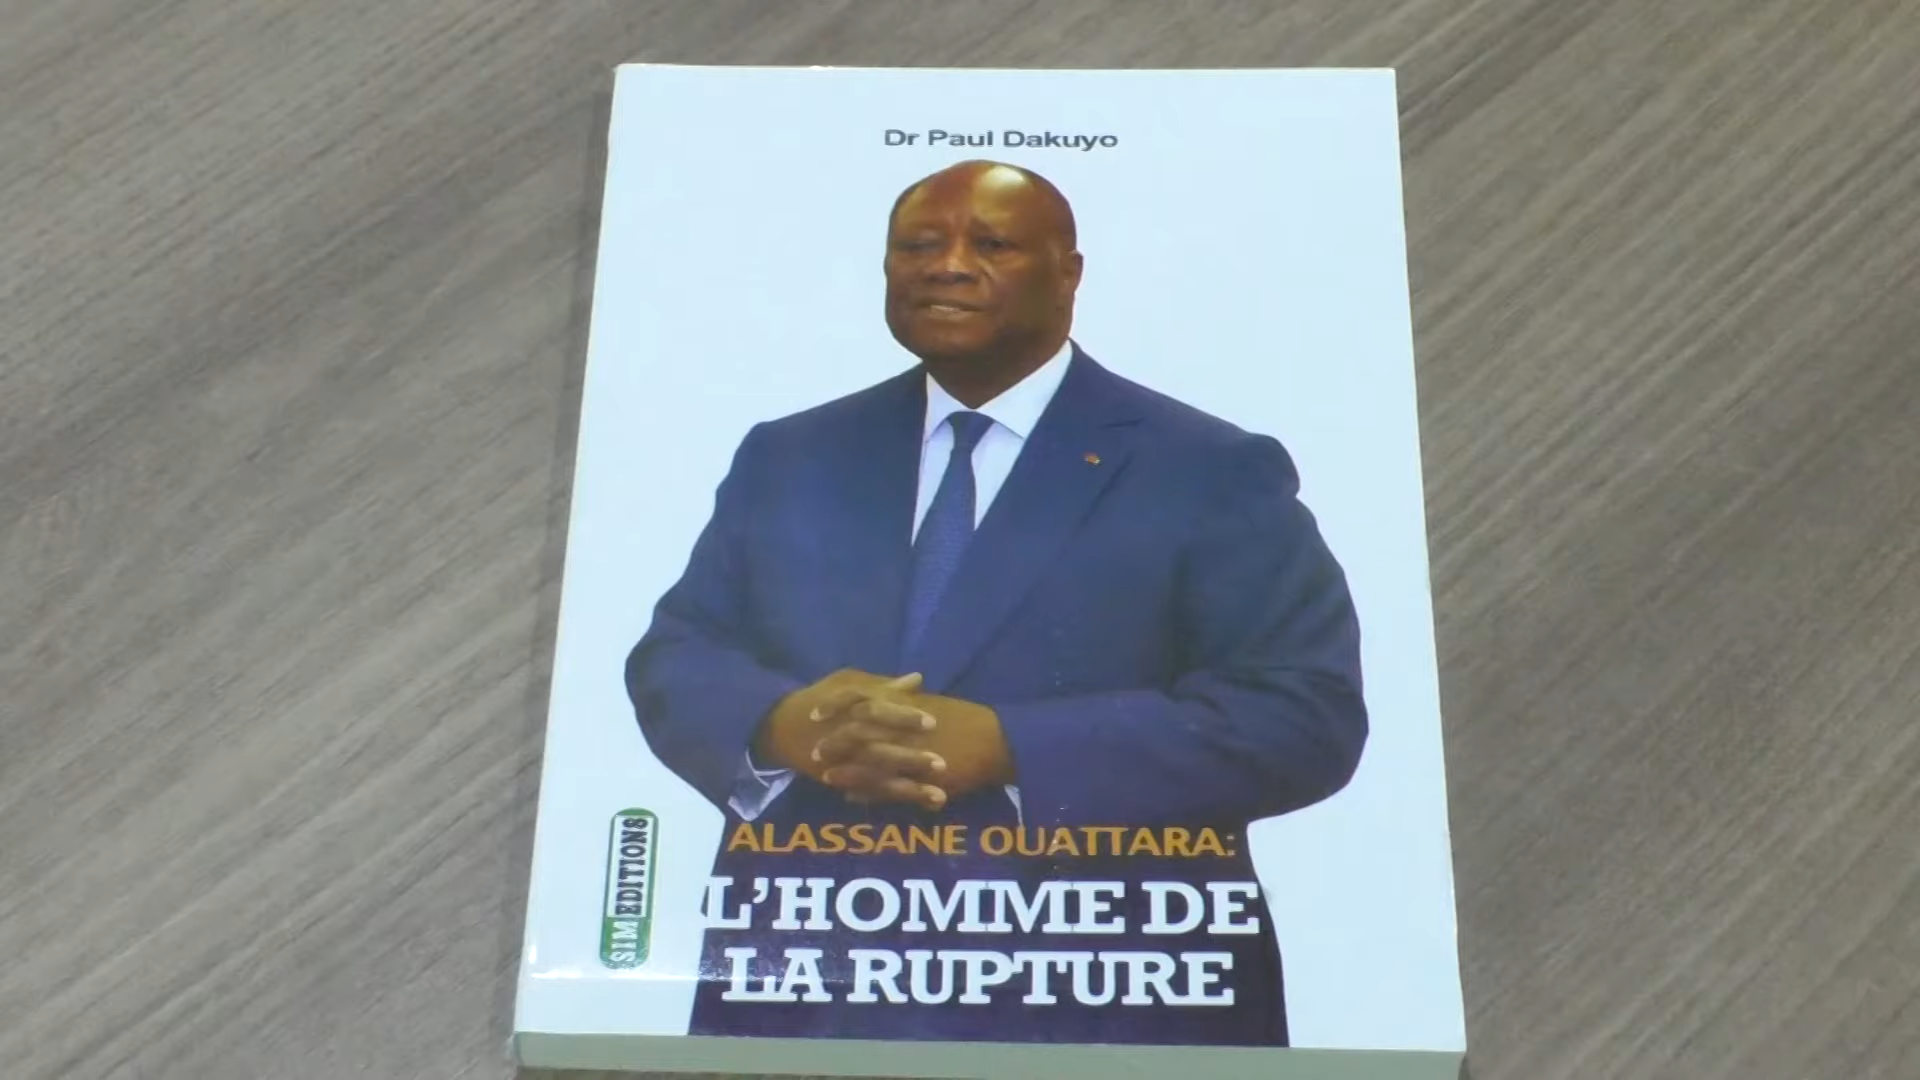 Dr Paul Dakuyo
ALASSANE OUATTARA:
L'HOMME DE
LA RUPTURE
SIM EDITIONS